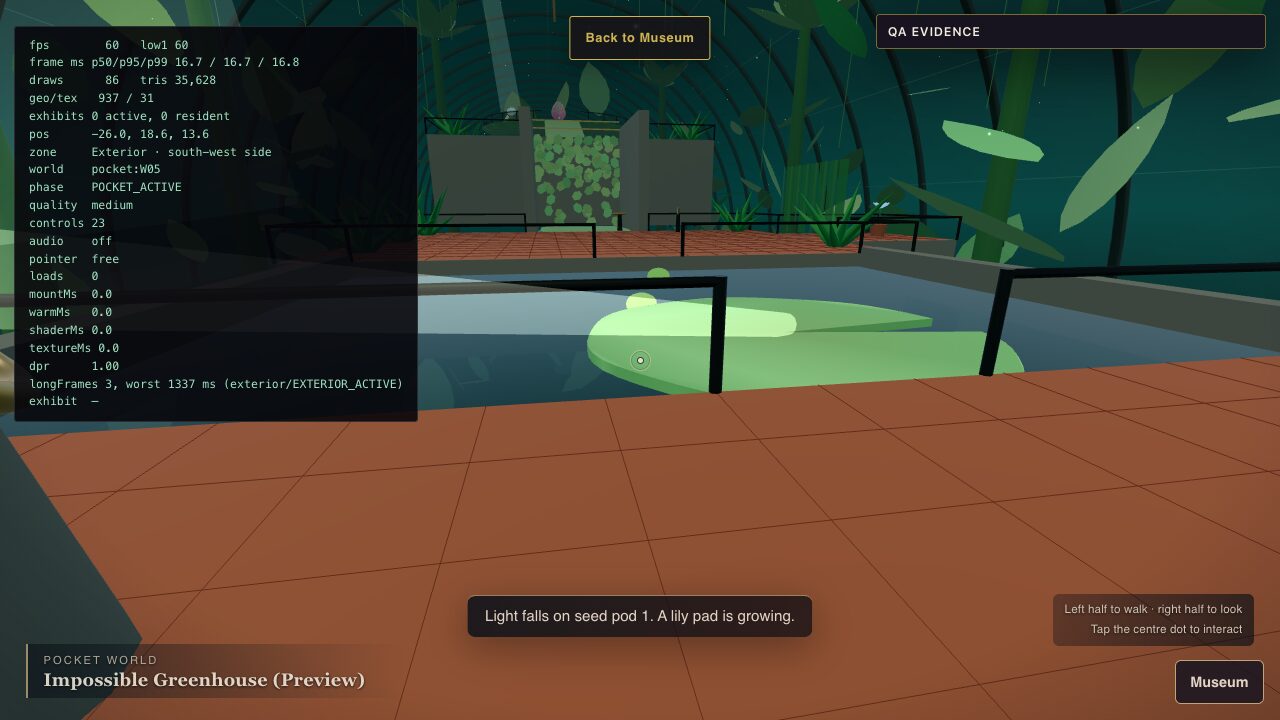 fps 60 low1 60
frame ms p50/p95/p99 16.7 / 16.7 / 16.8
draws 86 tris 35,628
geo/tex 937 / 31
exhibits 0 active, 0 resident
pos −26.0, 18.6, 13.6
zone Exterior · south-west side
world pocket:W05
phase POCKET_ACTIVE
quality medium
controls 23
audio off
pointer free
loads 0
mountMs 0.0
warmMs 0.0
shaderMs 0.0
textureMs 0.0
dpr 1.00
longFrames 3, worst 1337 ms (exterior/EXTERIOR_ACTIVE)
exhibit —
Back to Museum
QA EVIDENCE
Light falls on seed pod 1. A lily pad is growing.
Left half to walk · right half to look
Tap the centre dot to interact
POCKET WORLD
Impossible Greenhouse (Preview)
Museum